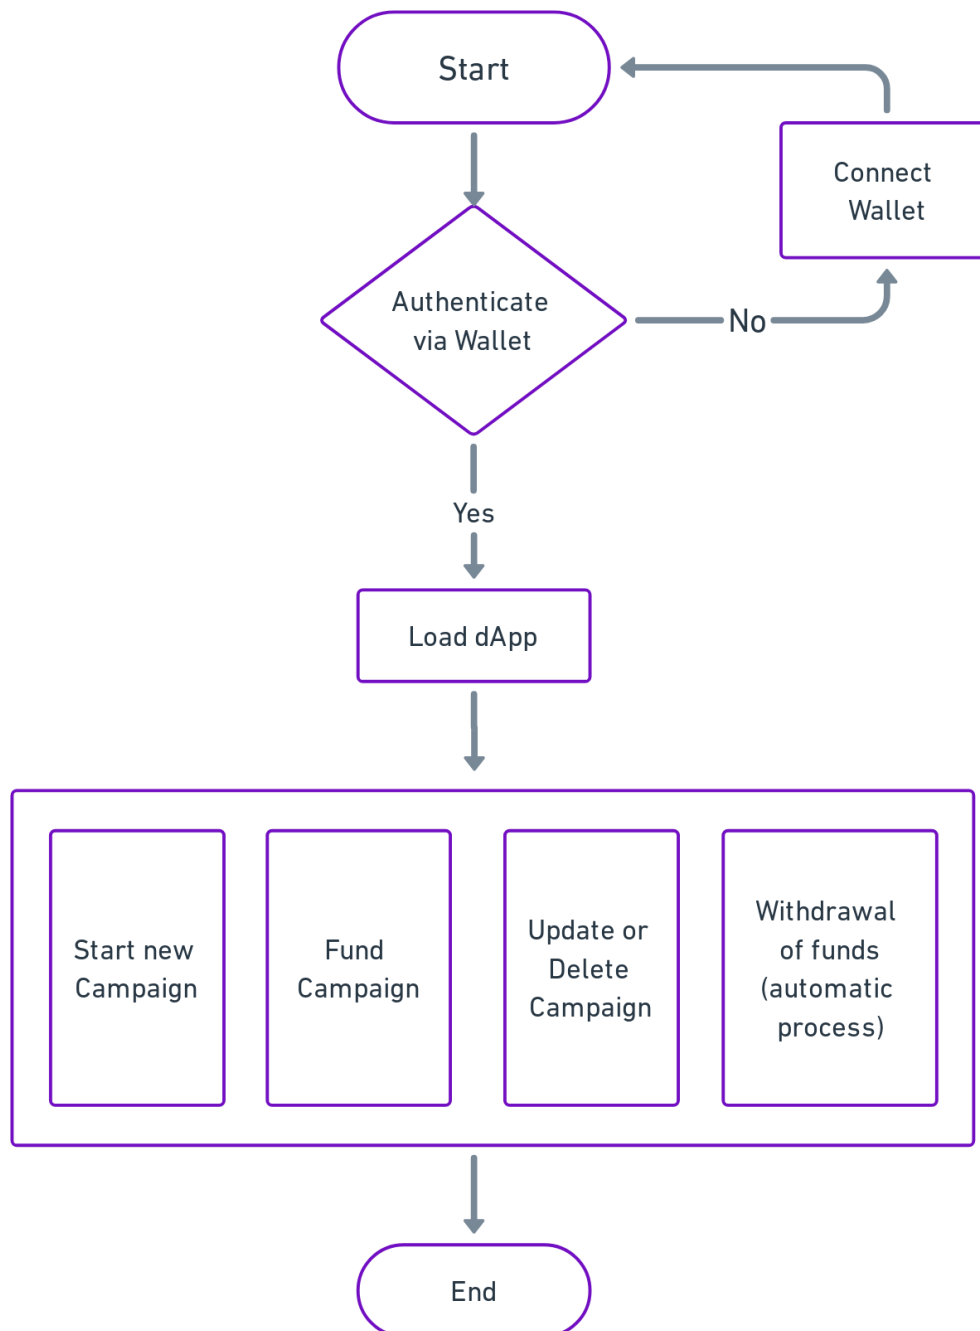 Start
Connect
Wallet
Authenticate
via Wallet
No
Yes
Load dApp
Start new
Campaign
Fund
Campaign
Update or
Delete
Campaign
Withdrawal
of funds
(automatic
process)
End